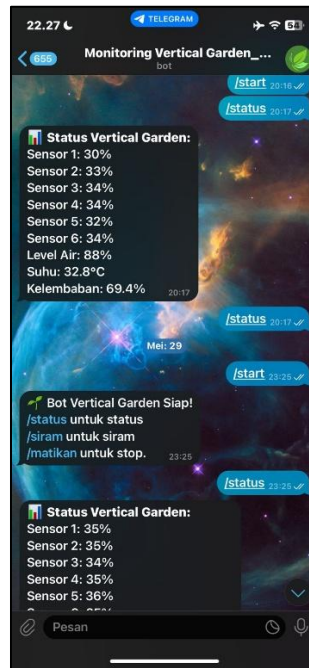 22.27
TELEGRAM
54
655
Monitoring Vertical Garden_...
bot
/start 20:16
/status 20:17
📊 Status Vertical Garden:
Sensor 1: 30%
Sensor 2: 33%
Sensor 3: 34%
Sensor 4: 34%
Sensor 5: 32%
Sensor 6: 34%
Level Air: 88%
Suhu: 32.8°C
Kelembaban: 69.4% 20:17
/status 20:17
Mei: 29
/start 23:25
🌱 Bot Vertical Garden Siap!
/status untuk status
/siram untuk siram
/matikan untuk stop. 23:25
/status 23:25
📊 Status Vertical Garden:
Sensor 1: 35%
Sensor 2: 35%
Sensor 3: 34%
Sensor 4: 35%
Sensor 5: 36%
Pesan